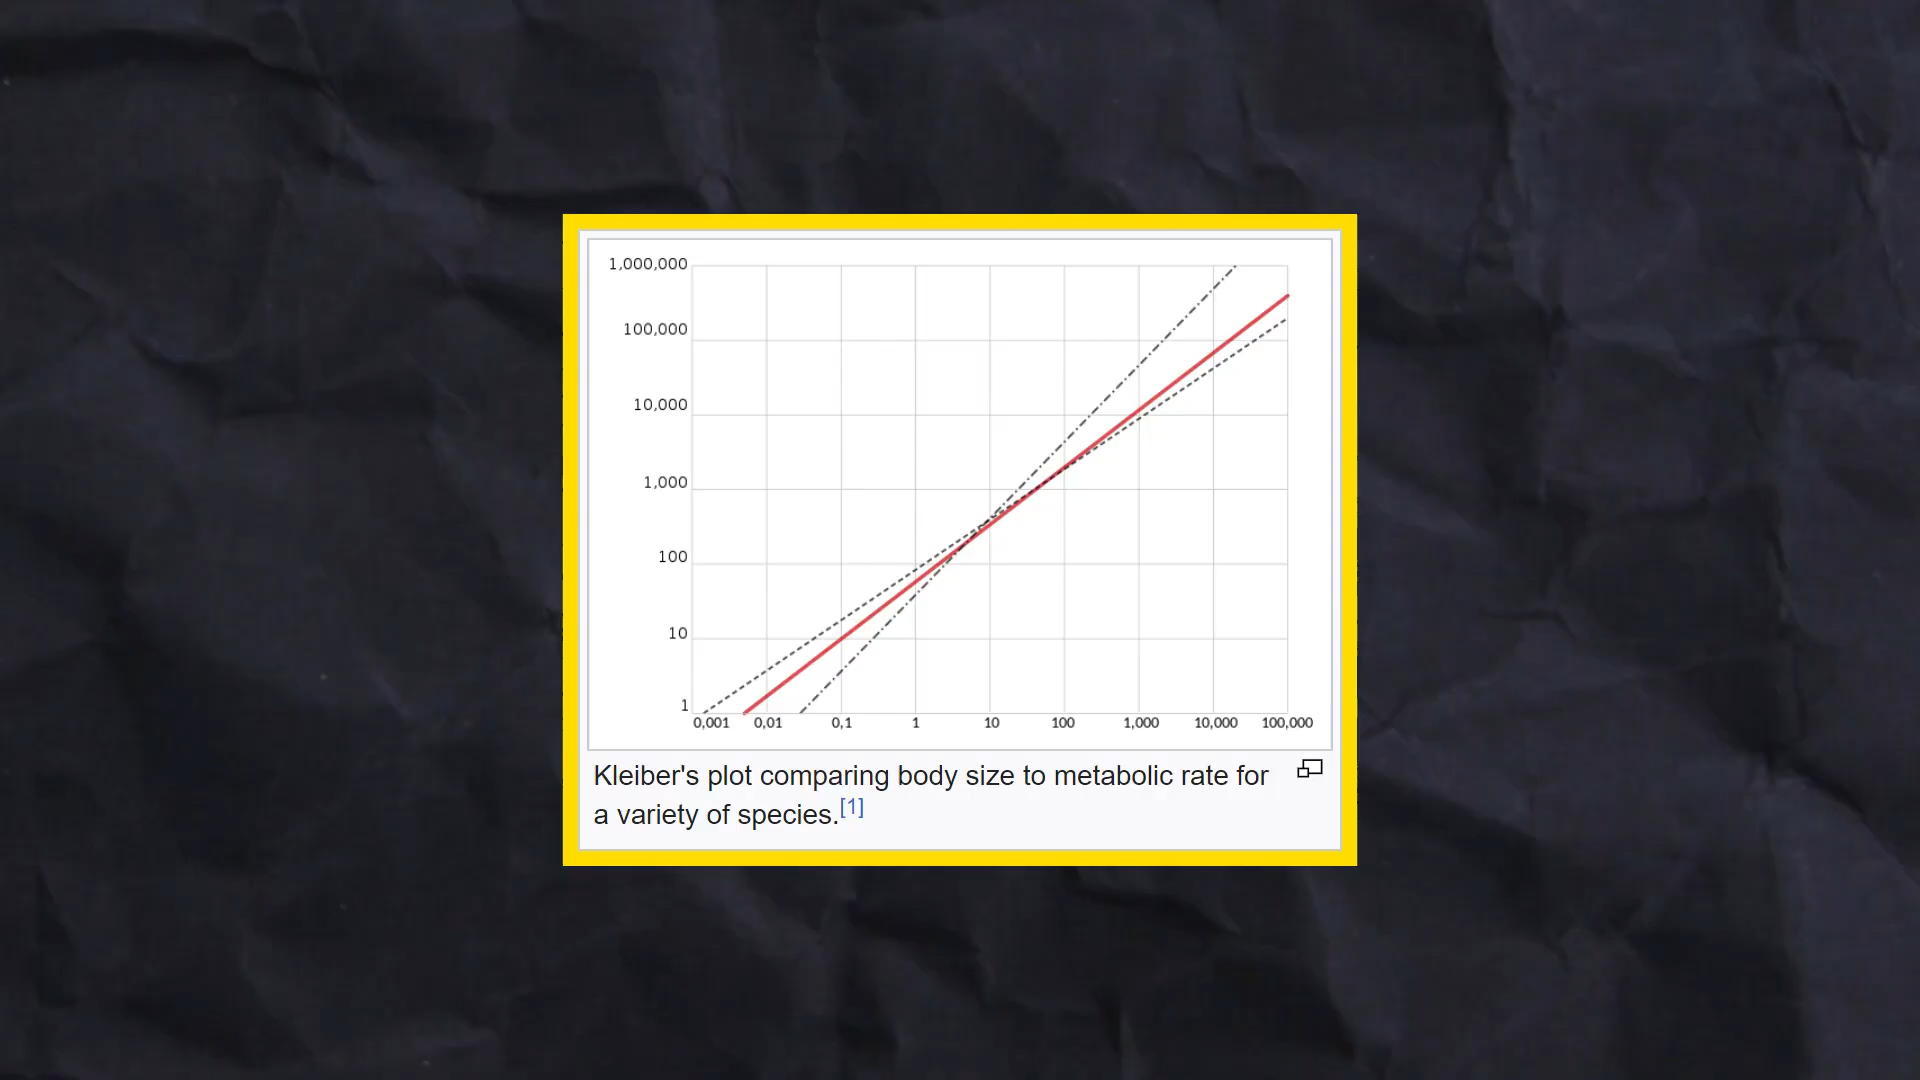 1,000,000
100,000
10,000
1,000
100
10
1
0,001 0,01 0,1 1 10 100 1,000 10,000 100,000
Kleiber's plot comparing body size to metabolic rate for
a variety of species.[1]